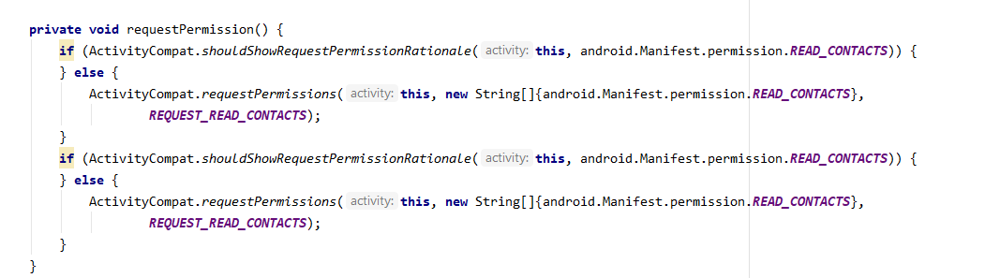 private void requestPermission() {
if (ActivityCompat.shouldShowRequestPermissionRationale( activity: this, android.Manifest.permission.READ_CONTACTS)) {
} else {
ActivityCompat.requestPermissions( activity: this, new String[]{android.Manifest.permission.READ_CONTACTS},
REQUEST_READ_CONTACTS);
}
if (ActivityCompat.shouldShowRequestPermissionRationale( activity: this, android.Manifest.permission.READ_CONTACTS)) {
} else {
ActivityCompat.requestPermissions( activity: this, new String[]{android.Manifest.permission.READ_CONTACTS},
REQUEST_READ_CONTACTS);
}
}